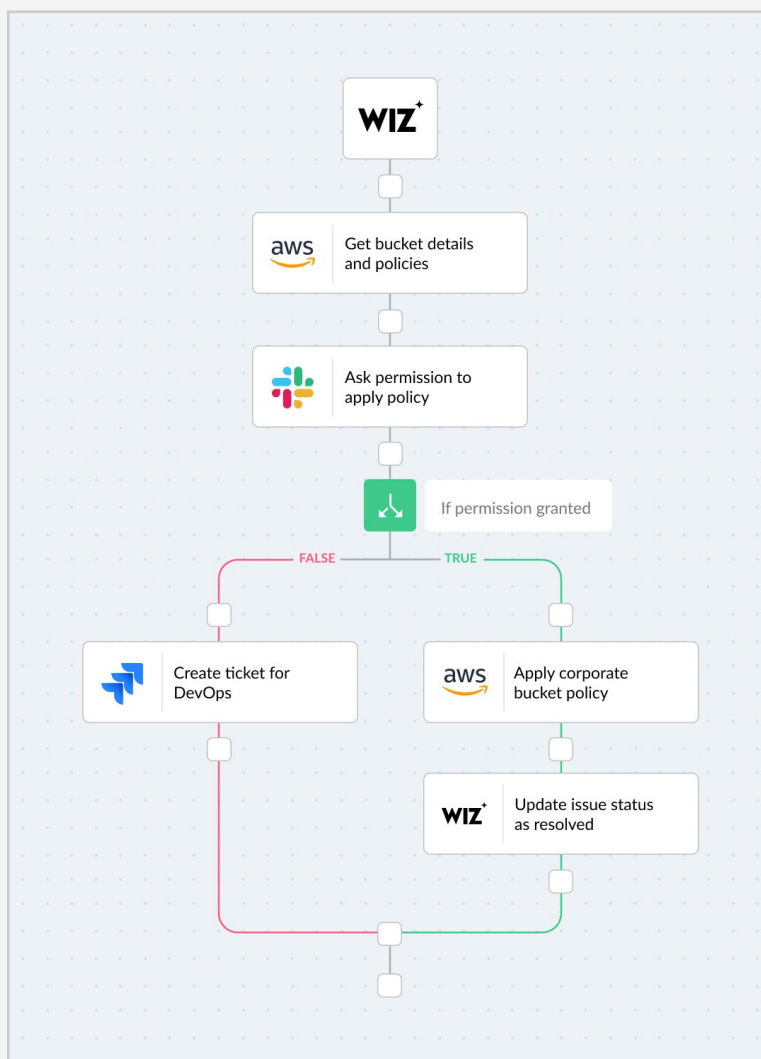 WIZ
aws
Get bucket details
and policies
Ask permission to
apply policy
If permission granted
FALSE
TRUE
Create ticket for
DevOps
aws
Apply corporate
bucket policy
WIZ
Update issue status
as resolved